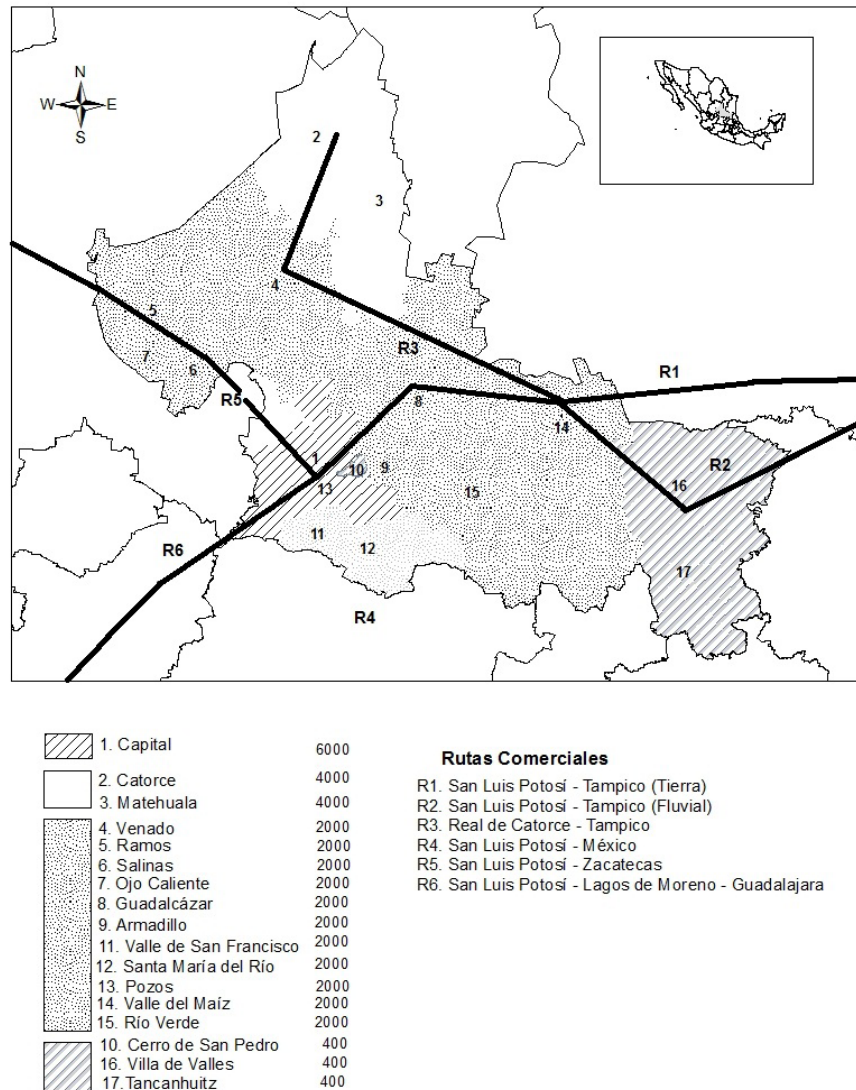 N
W E
S
2
3
4
5
R3
R1
7
6
R5
8
14
1
R2
10 9
16
13
15
11
R6
12
17
R4
1. Capital 6000
2. Catorce 4000
3. Matehuala 4000
4. Venado 2000
5. Ramos 2000
6. Salinas 2000
7. Ojo Caliente 2000
8. Guadalcázar 2000
9. Armadillo 2000
11. Valle de San Francisco 2000
12. Santa María del Río 2000
13. Pozos 2000
14. Valle del Maíz 2000
15. Río Verde 2000
10. Cerro de San Pedro 400
16. Villa de Valles 400
17. Tancanhuitz 400
Rutas Comerciales
R1. San Luis Potosí - Tampico (Tierra)
R2. San Luis Potosí - Tampico (Fluvial)
R3. Real de Catorce - Tampico
R4. San Luis Potosí - México
R5. San Luis Potosí - Zacatecas
R6. San Luis Potosí - Lagos de Moreno - Guadalajara